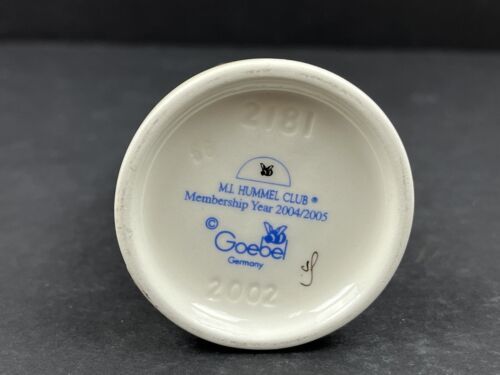 2181
M.I. HUMMEL CLUB ®
Membership Year 2004/2005
© Goebel
Germany
2002